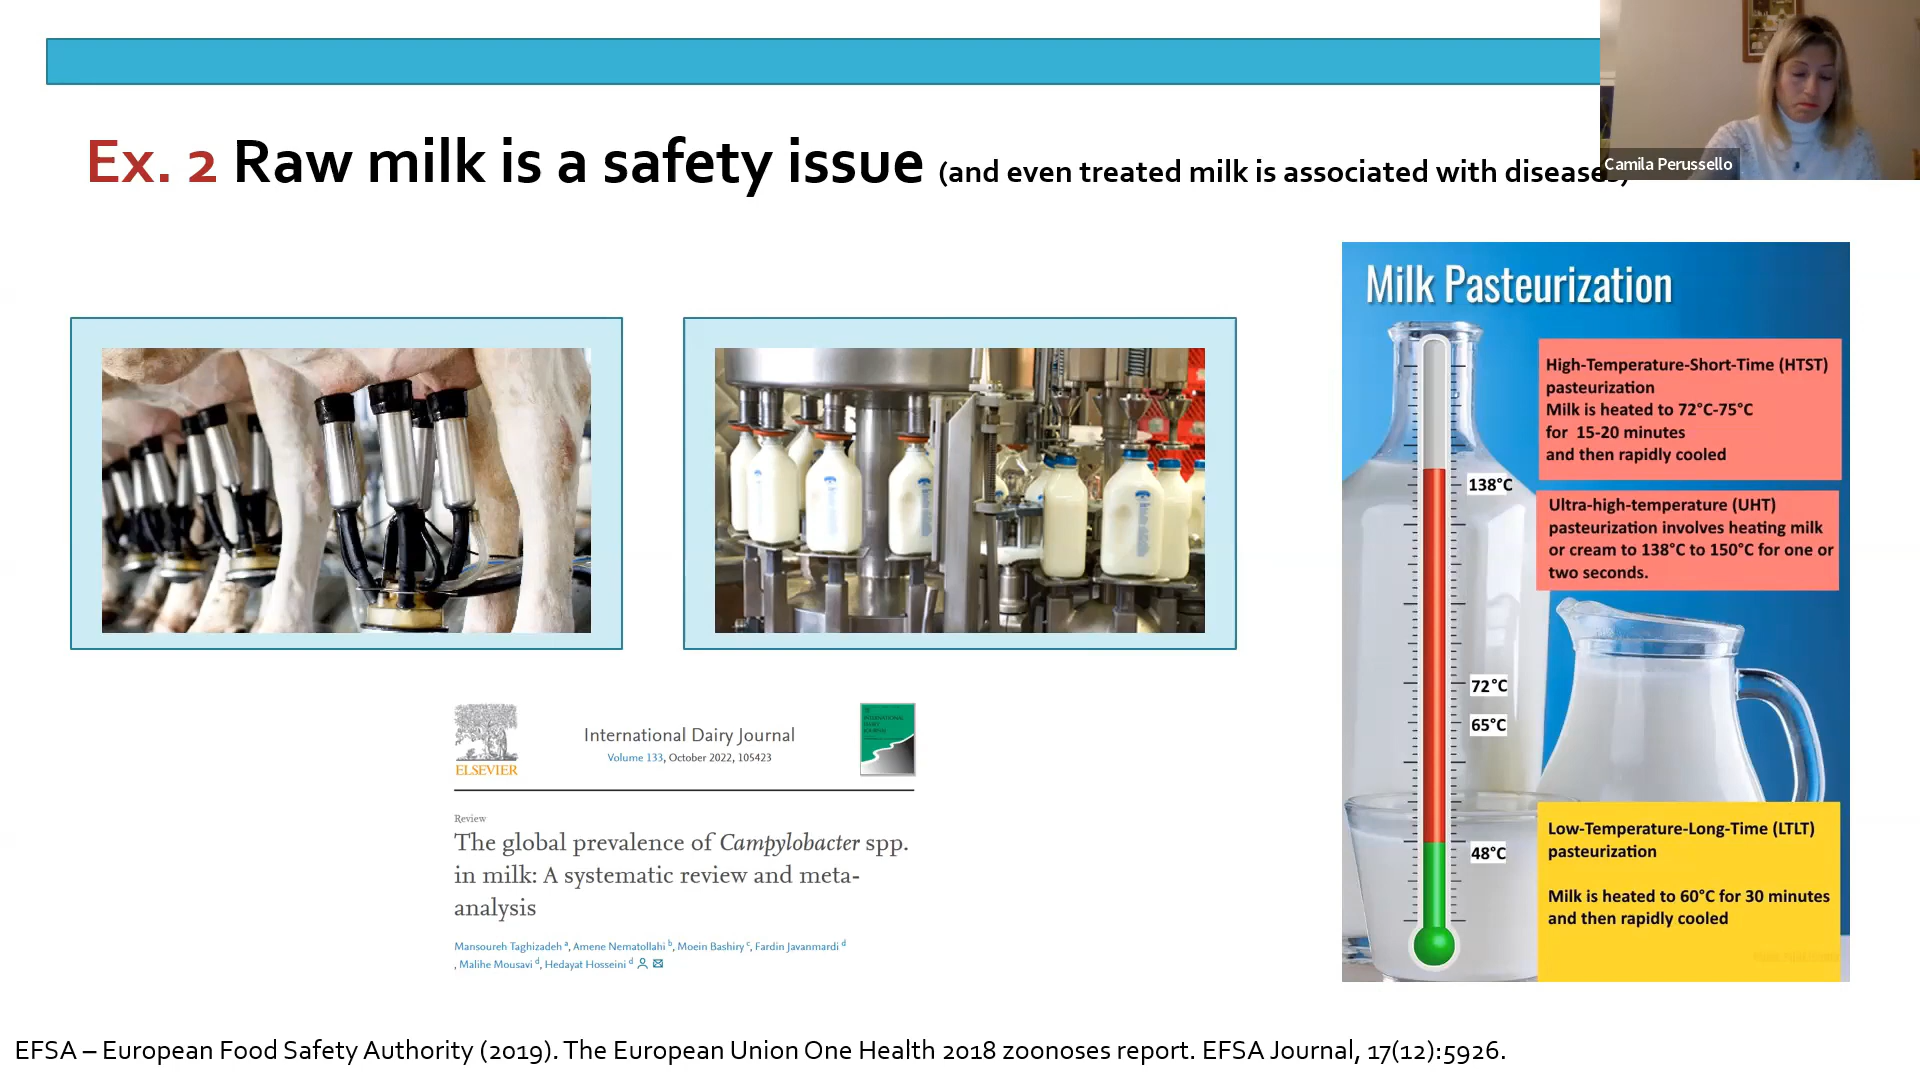 Ex. 2 Raw milk is a safety issue (and even treated milk is associated with diseases)
Camila Perussello
Milk Pasteurization
High-Temperature-Short-Time (HTST)
pasteurization
Milk is heated to 72°C-75°C
for 15-20 minutes
and then rapidly cooled
138°C
Ultra-high-temperature (UHT)
pasteurization involves heating milk
or cream to 138°C to 150°C for one or
two seconds.
72°C
65°C
48°C
Low-Temperature-Long-Time (LTLT)
pasteurization
Milk is heated to 60°C for 30 minutes
and then rapidly cooled
ELSEVIER
International Dairy Journal
Volume 133, October 2022, 105423
INTERNATIONAL
DAIRY
JOURNAL
Review
The global prevalence of Campylobacter spp.
in milk: A systematic review and meta-
analysis
Mansoureh Taghizadeh a, Amene Nematollahi b, Moein Bashiry c, Fardin Javanmardi d
, Malihe Mousavi d, Hedayat Hosseini d
EFSA – European Food Safety Authority (2019). The European Union One Health 2018 zoonoses report. EFSA Journal, 17(12):5926.